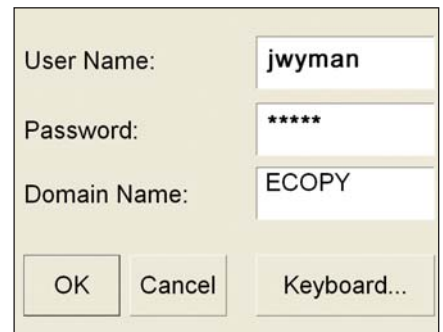 User Name: jwyman
Password: *****
Domain Name: ECOPY
OK Cancel Keyboard...